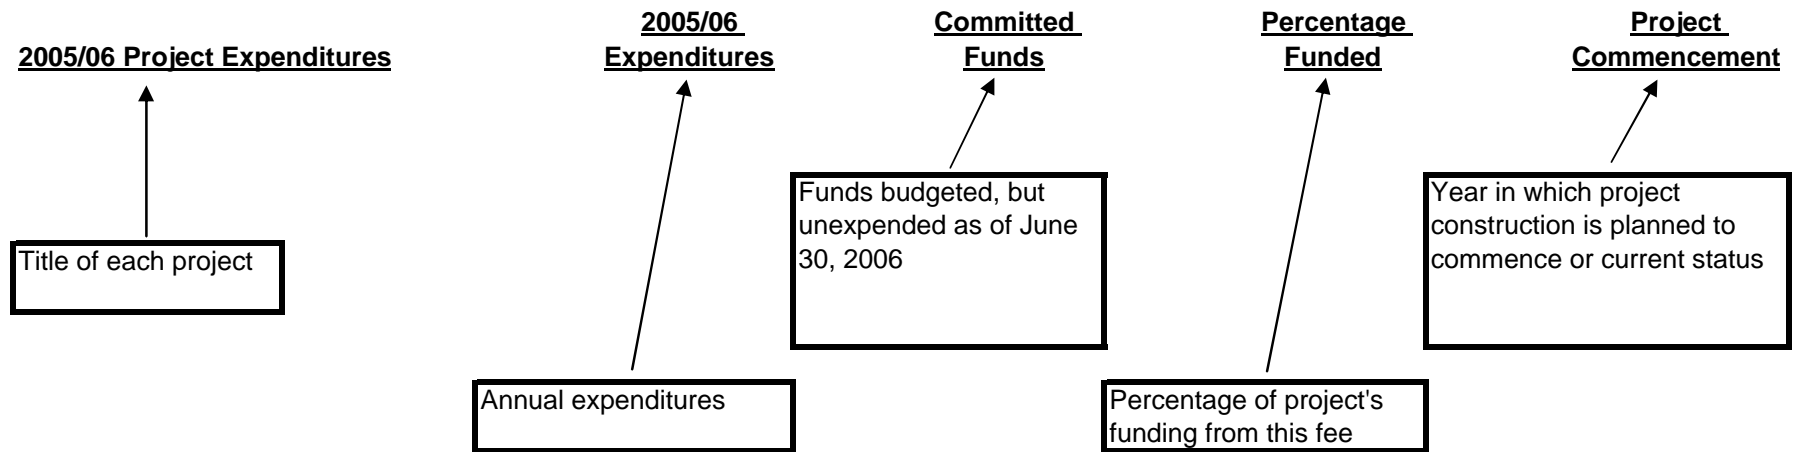 2005/06 Project Expenditures
2005/06
Expenditures
Committed
Funds
Percentage
Funded
Project
Commencement
Title of each project
Annual expenditures
Funds budgeted, but
unexpended as of June
30, 2006
Percentage of project's
funding from this fee
Year in which project
construction is planned to
commence or current status